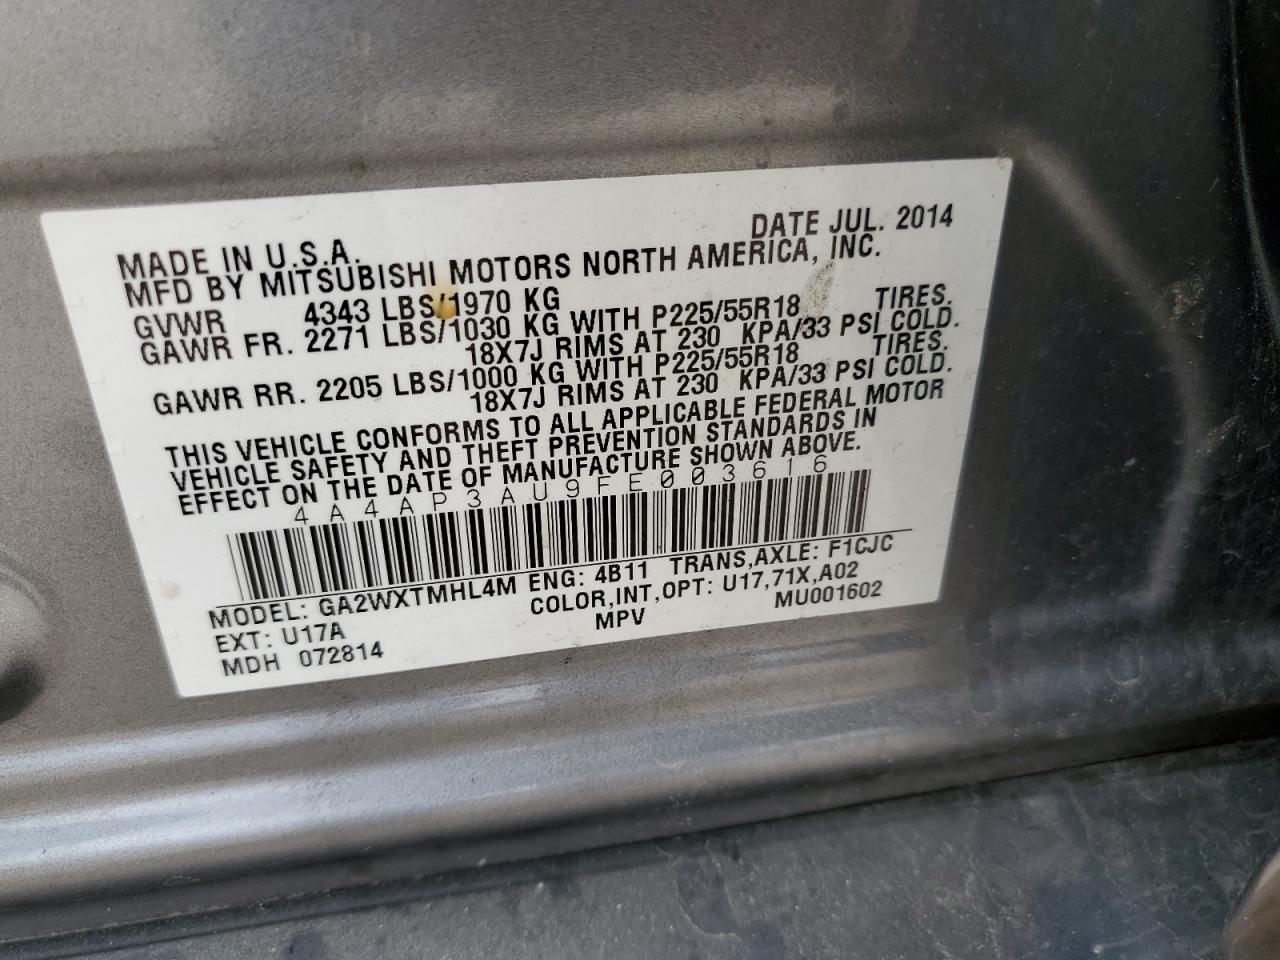 DATE JUL. 2014
MADE IN U.S.A.
MFD BY MITSUBISHI MOTORS NORTH AMERICA, INC.
GVWR 4343 LBS/1970 KG
GAWR FR. 2271 LBS/1030 KG WITH P225/55R18 TIRES.
18X7J RIMS AT 230 KPA/33 PSI COLD.
GAWR RR. 2205 LBS/1000 KG WITH P225/55R18 TIRES.
18X7J RIMS AT 230 KPA/33 PSI COLD.
THIS VEHICLE CONFORMS TO ALL APPLICABLE FEDERAL MOTOR
VEHICLE SAFETY AND THEFT PREVENTION STANDARDS IN
EFFECT ON THE DATE OF MANUFACTURE SHOWN ABOVE.
4A4AP3AU9FE003616
MODEL: GA2WXTMHL4M ENG: 4B11 TRANS,AXLE: F1CJC
EXT: U17A COLOR,INT,OPT: U17,71X,A02
MDH 072814 MPV MU001602